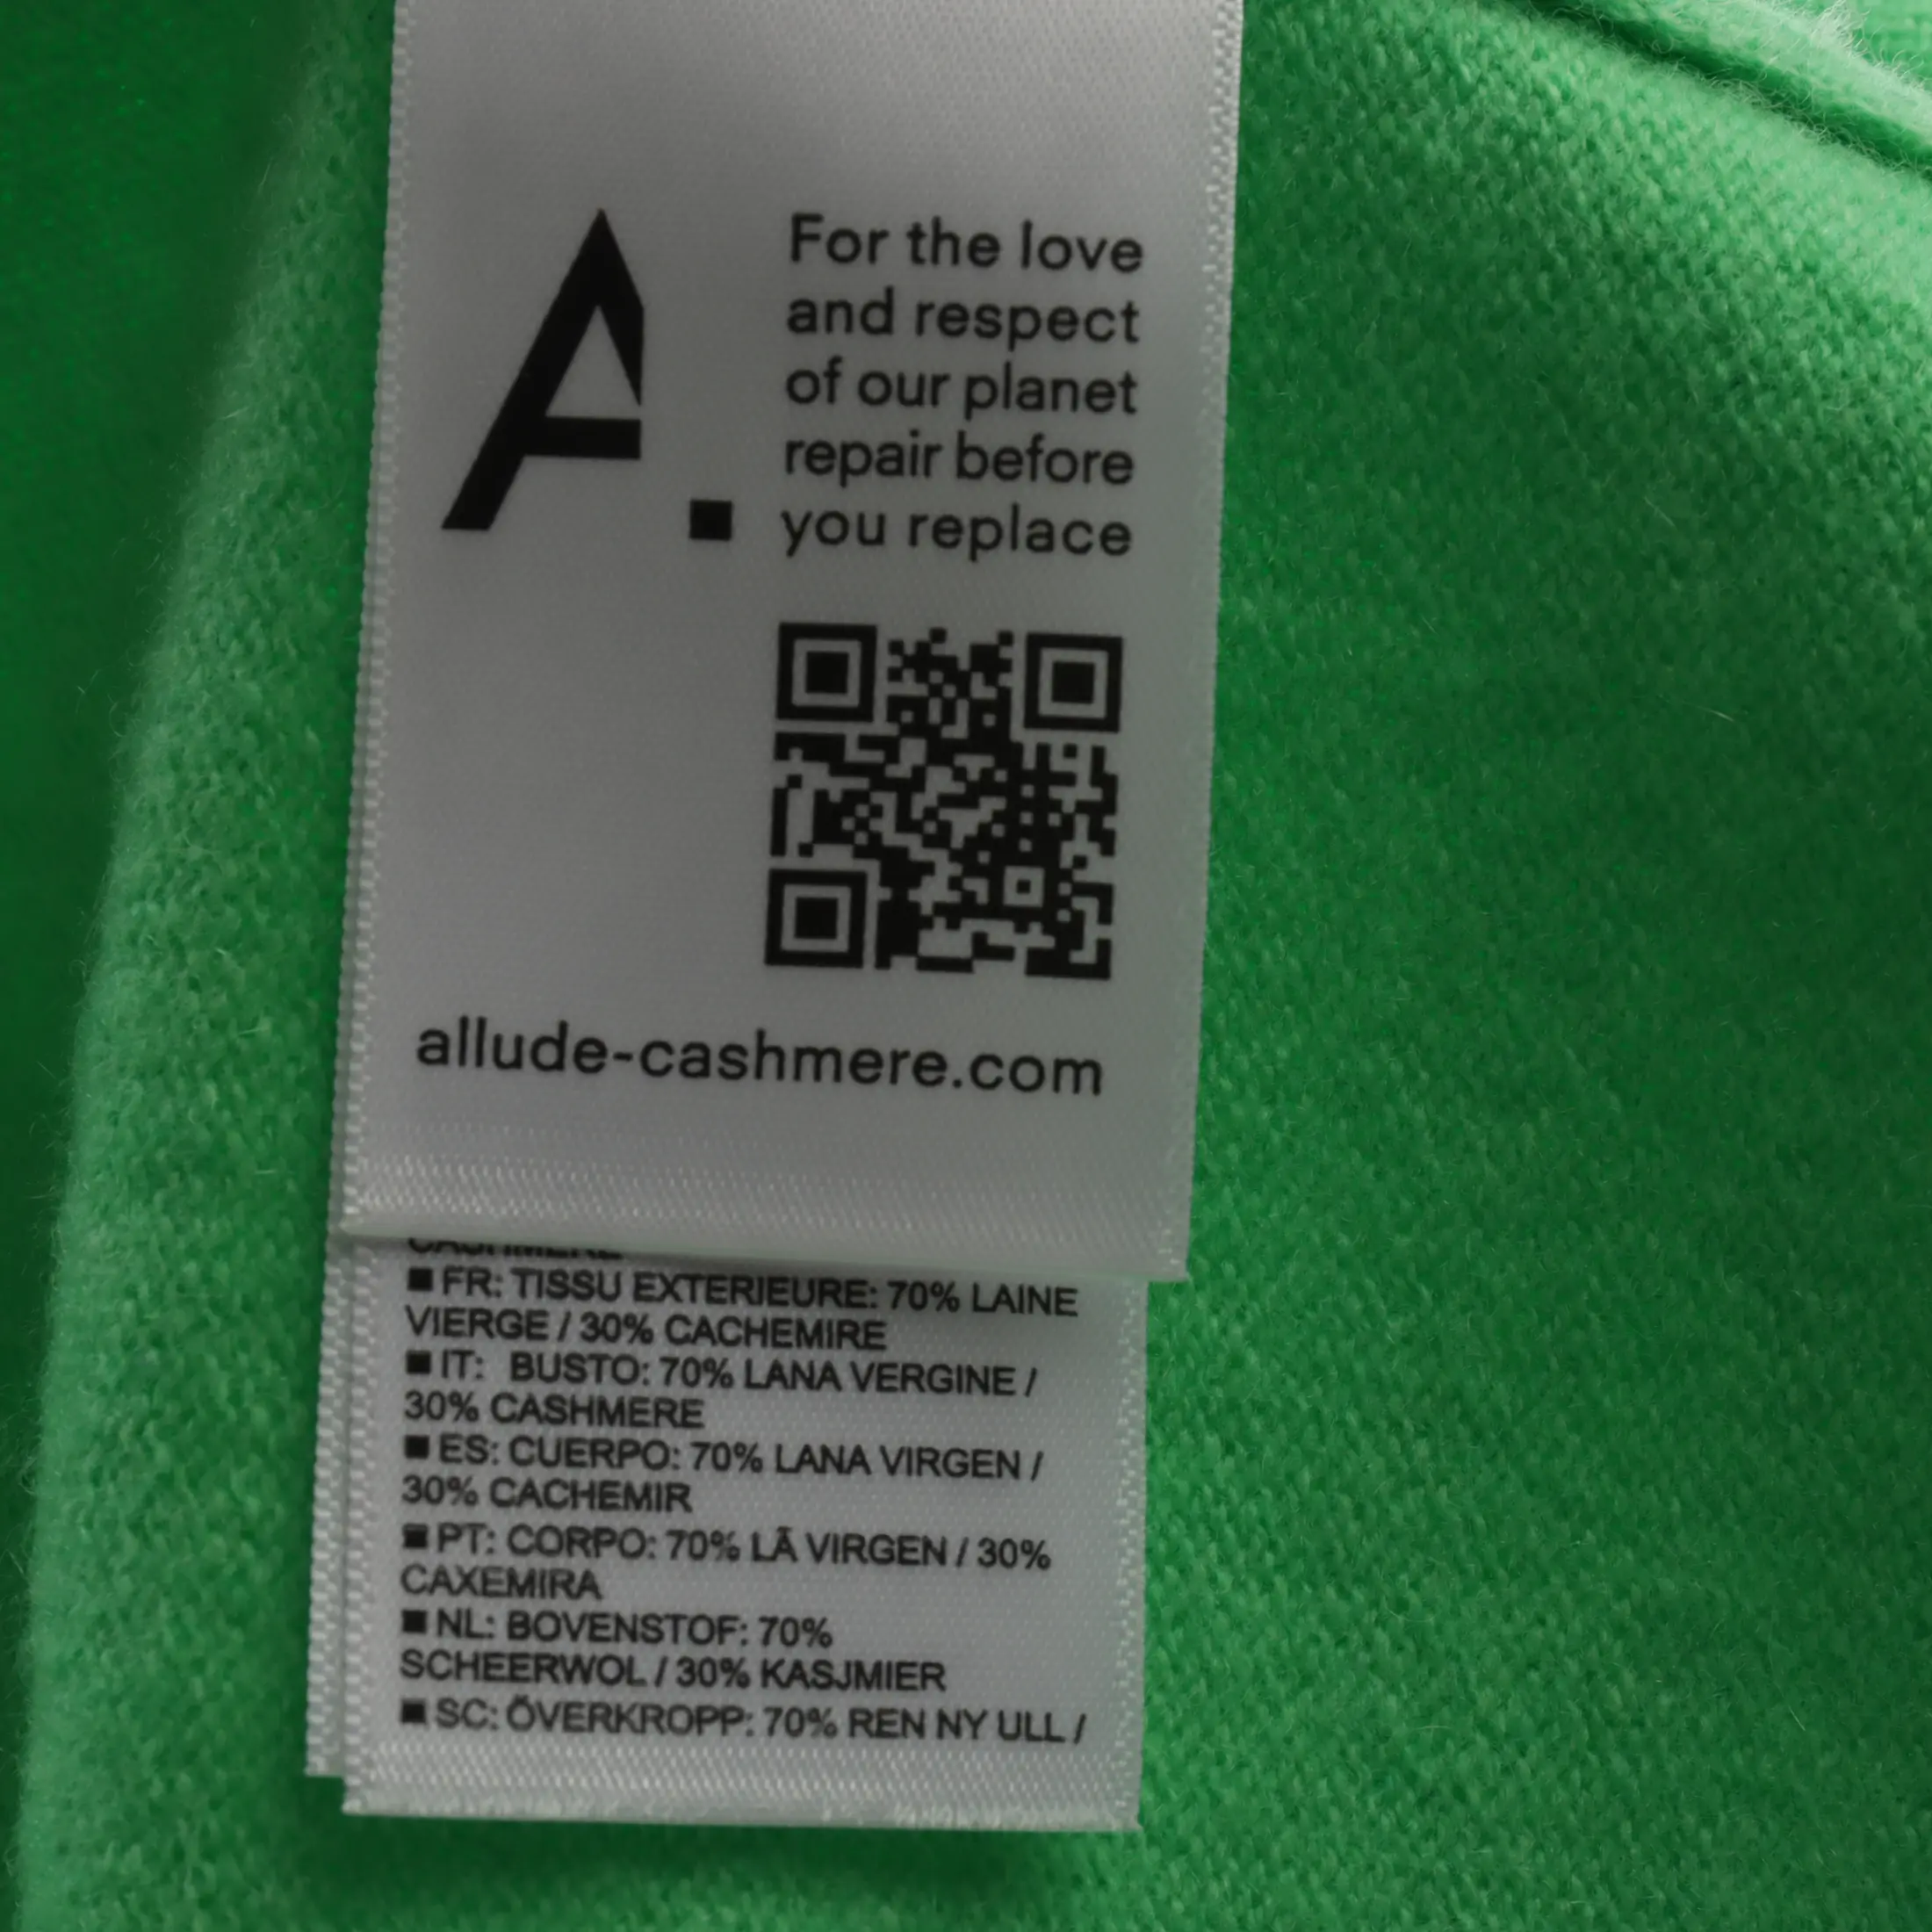 A.
For the love
and respect
of our planet
repair before
you replace
allude-cashmere.com
CASHMERE
■ FR: TISSU EXTERIEURE: 70% LAINE
VIERGE / 30% CACHEMIRE
■ IT: BUSTO: 70% LANA VERGINE /
30% CASHMERE
■ ES: CUERPO: 70% LANA VIRGEN /
30% CACHEMIR
■ PT: CORPO: 70% LÃ VIRGEN / 30%
CAXEMIRA
■ NL: BOVENSTOF: 70%
SCHEERWOL / 30% KASJMIER
■ SC: ÖVERKROPP: 70% REN NY ULL /